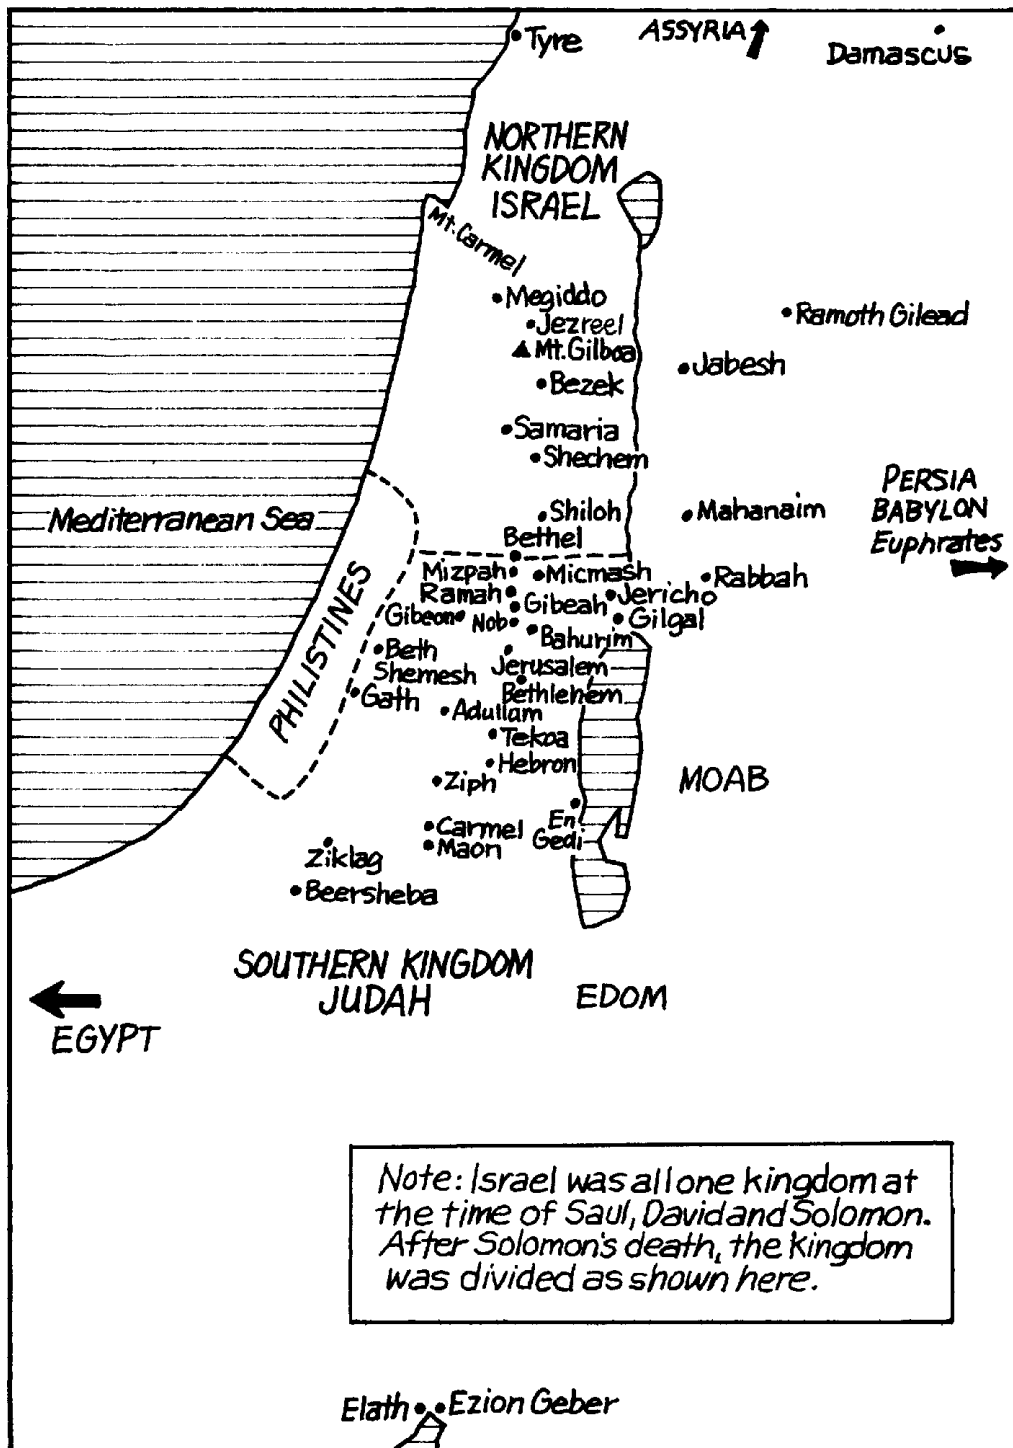 Tyre
ASSYRIA
Damascus
NORTHERN
KINGDOM
ISRAEL
Mt. Carmel
Megiddo
Jezreel
Mt. Gilboa
Bezek
Ramoth Gilead
Jabesh
Samaria
Shechem
Mediterranean Sea
Shiloh
Mahanaim
PERSIA
BABYLON
Euphrates
Bethel
Mizpah
Micmash
Rabbah
Ramah
Gibeah
Jericho
Gibeon
Nob
Gilgal
Bahurim
PHILISTINES
Beth
Shemesh
Jerusalem
Bethlehem
Gath
Adullam
Tekoa
Hebron
Ziph
MOAB
En
Gedi
Carmel
Maon
Ziklag
Beersheba
SOUTHERN KINGDOM
JUDAH
EDOM
EGYPT
Note: Israel was all one kingdom at
the time of Saul, David and Solomon.
After Solomon's death, the kingdom
was divided as shown here.
Elath
Ezion Geber